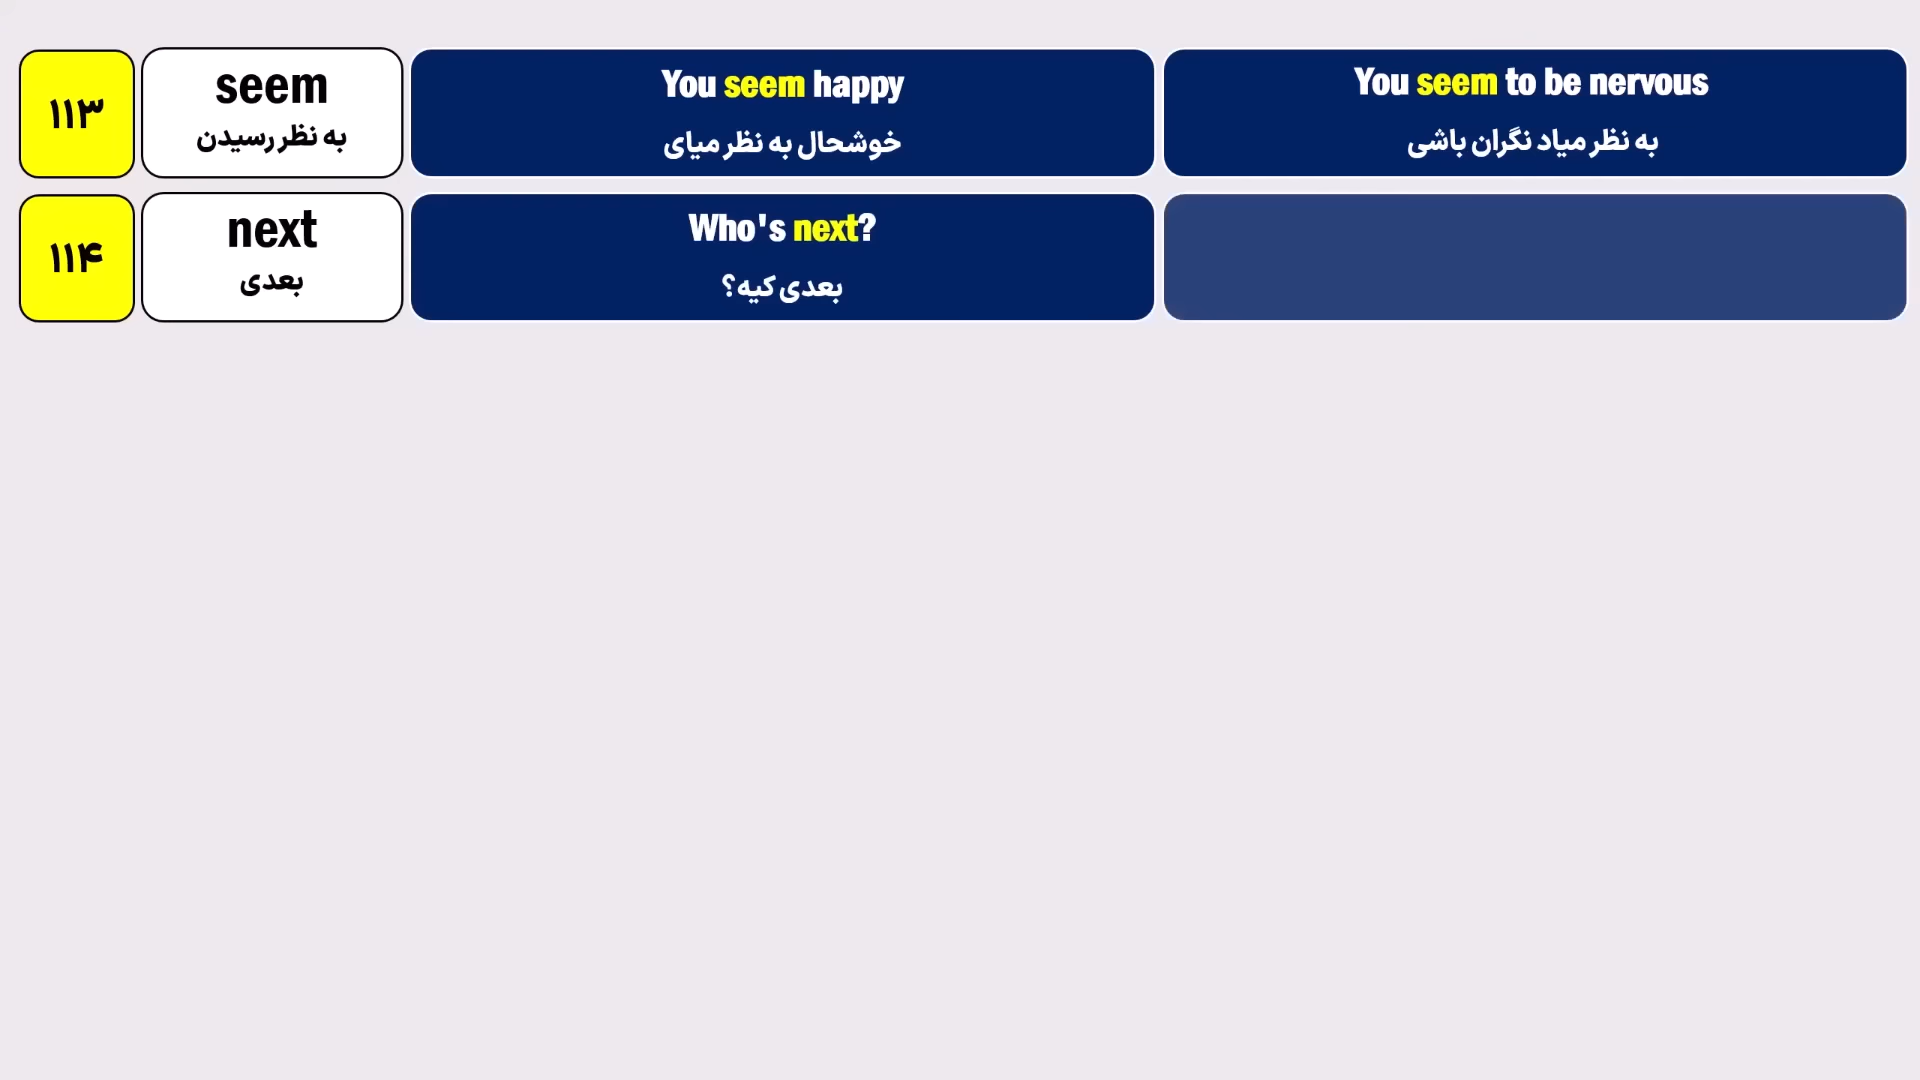 ۱۱۳
seem
به نظر رسیدن
You seem happy
خوشحال به نظر میای
You seem to be nervous
به نظر میاد نگران باشی
۱۱۴
next
بعدی
Who's next?
بعدی کیه؟